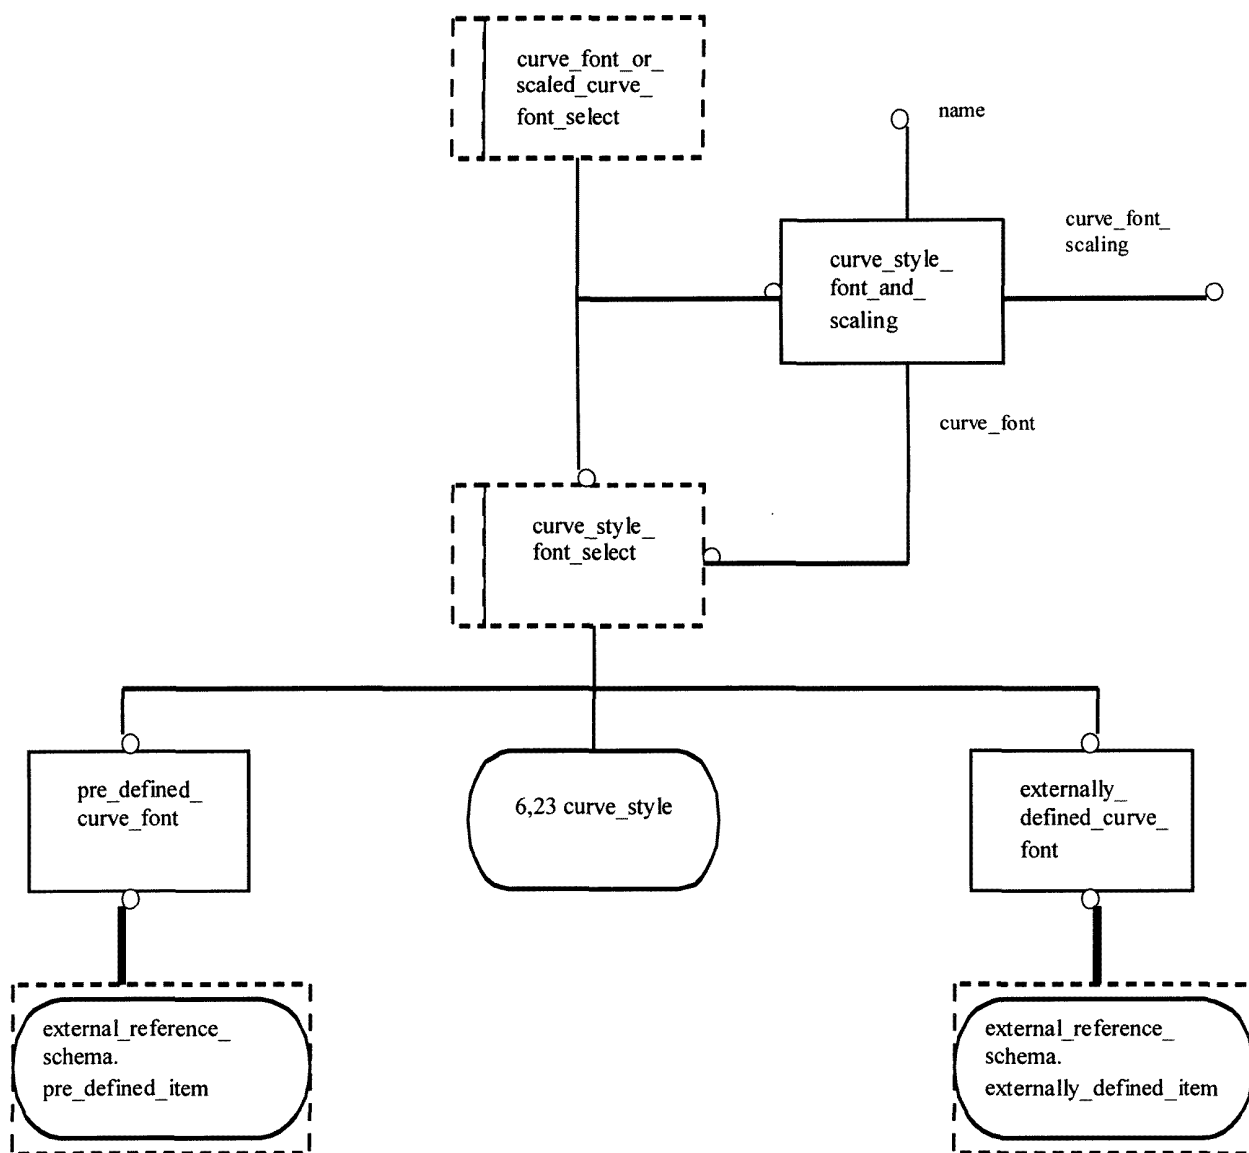 curve_font_or_
scaled_curve_
font_select
name
curve_font_
scaling
curve_style_
font_and_
scaling
curve_font
curve_style_
font_select
pre_defined_
curve_font
6,23 curve_style
externally_
defined_curve_
font
external_reference_
schema.
pre_defined_item
external_reference_
schema.
externally_defined_item